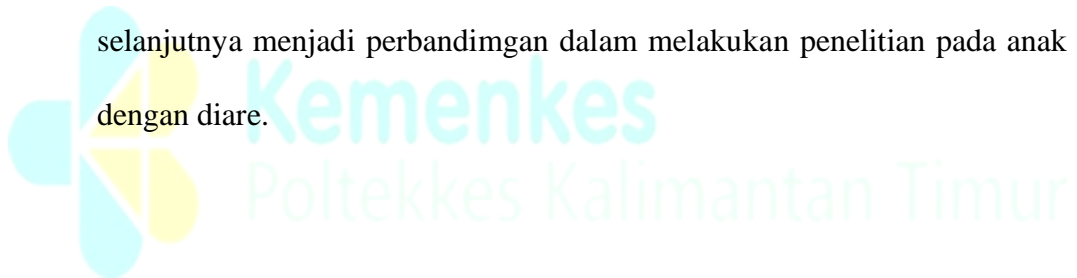 selanjutnya menjadi perbandimgan dalam melakukan penelitian pada anak
dengan diare.
Kemenkes
Poltekkes Kalimantan Timur